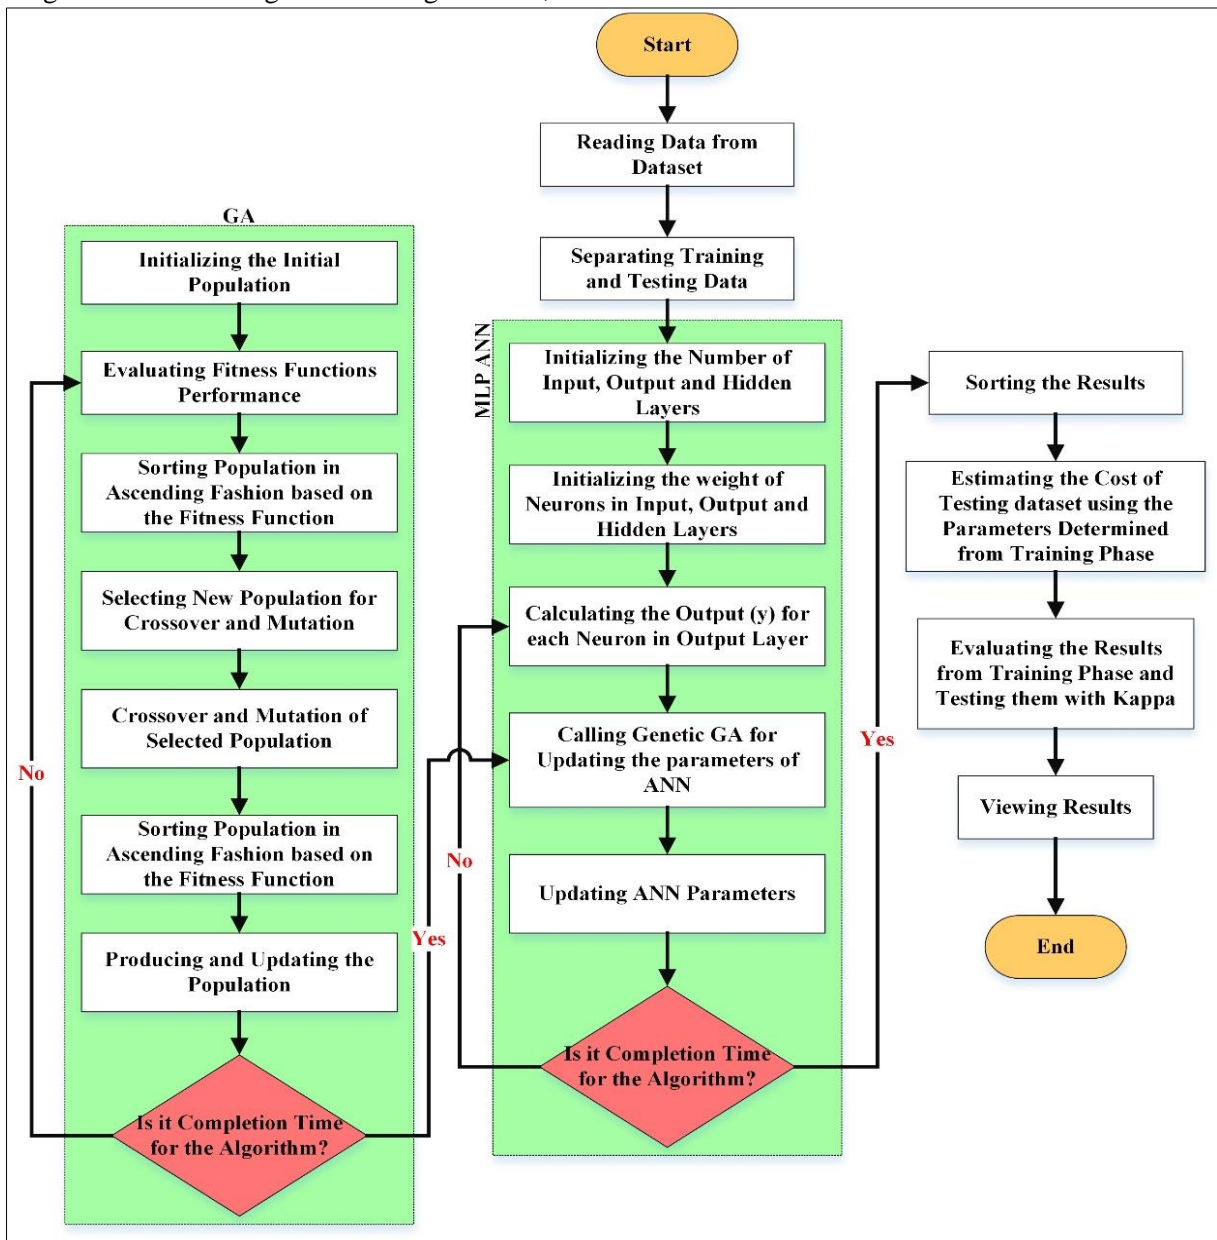 Start
Reading Data from
Dataset
Separating Training
and Testing Data
GA
Initializing the Initial
Population
Evaluating Fitness Functions
Performance
Sorting Population in
Ascending Fashion based on
the Fitness Function
Selecting New Population for
Crossover and Mutation
Crossover and Mutation of
Selected Population
Sorting Population in
Ascending Fashion based on
the Fitness Function
Producing and Updating the
Population
Is it Completion Time
for the Algorithm?
No
Yes
MLP ANN
Initializing the Number of
Input, Output and Hidden
Layers
Initializing the weight of
Neurons in Input, Output and
Hidden Layers
Calculating the Output (y) for
each Neuron in Output Layer
Calling Genetic GA for
Updating the parameters of
ANN
Updating ANN Parameters
Is it Completion Time
for the Algorithm?
No
Yes
Sorting the Results
Estimating the Cost of
Testing dataset using the
Parameters Determined
from Training Phase
Evaluating the Results
from Training Phase and
Testing them with Kappa
Viewing Results
End